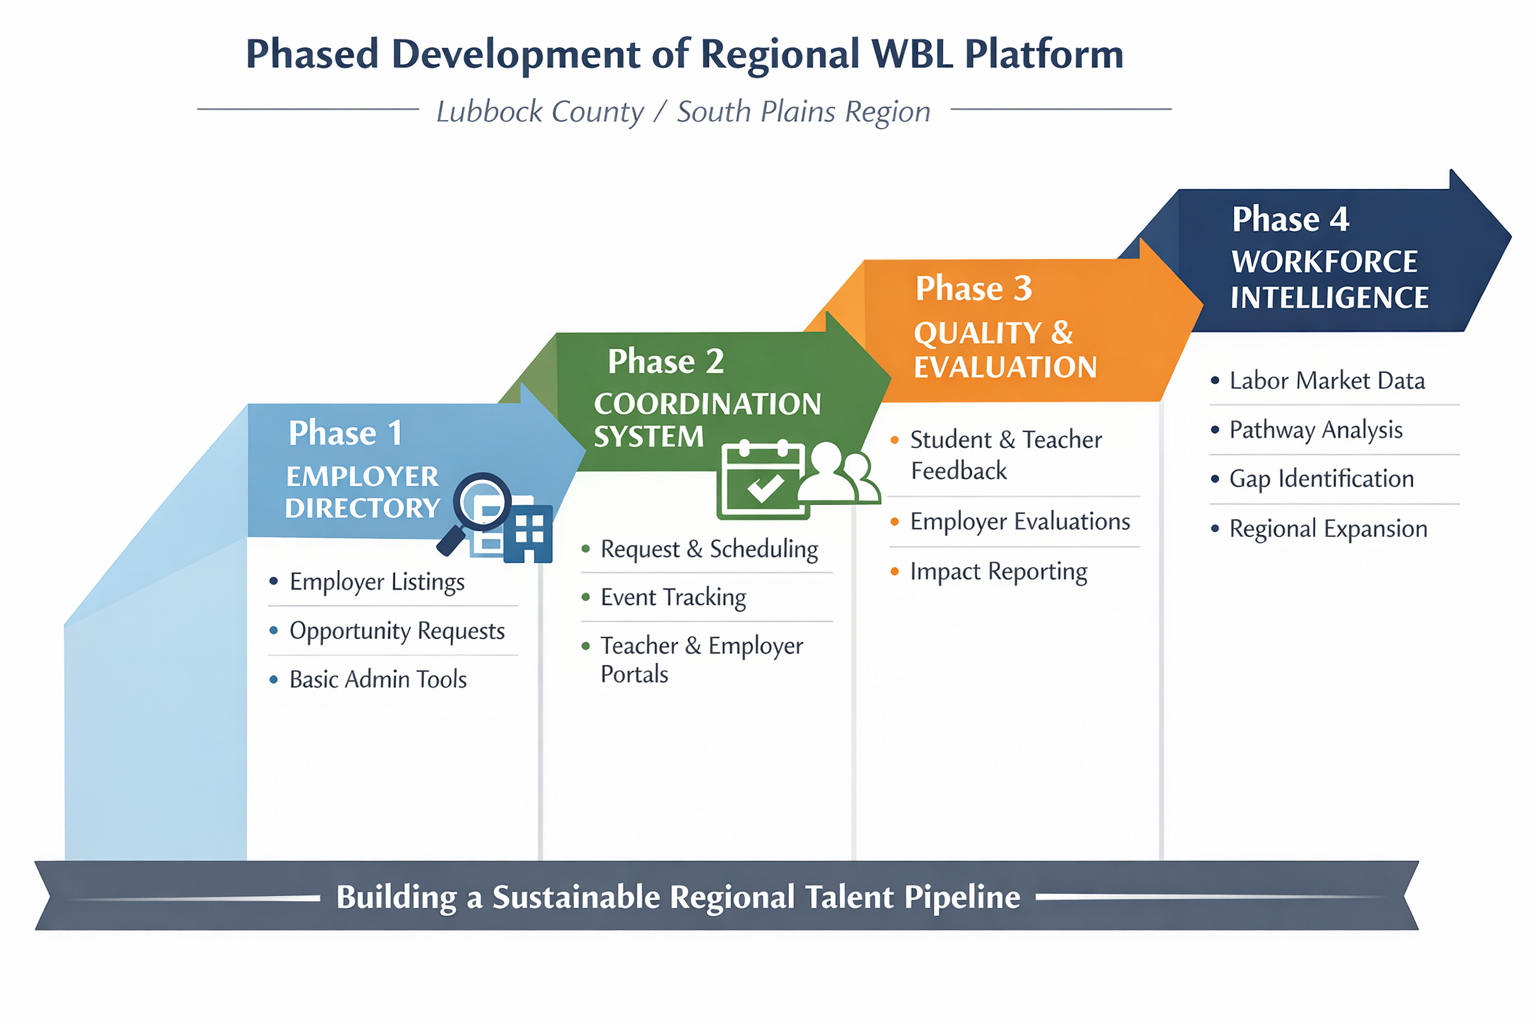 Phased Development of Regional WBL Platform
Lubbock County / South Plains Region
Phase 1
EMPLOYER
DIRECTORY
• Employer Listings
• Opportunity Requests
• Basic Admin Tools
Phase 2
COORDINATION
SYSTEM
• Request & Scheduling
• Event Tracking
• Teacher & Employer
Portals
Phase 3
QUALITY &
EVALUATION
• Student & Teacher
Feedback
• Employer Evaluations
• Impact Reporting
Phase 4
WORKFORCE
INTELLIGENCE
• Labor Market Data
• Pathway Analysis
• Gap Identification
• Regional Expansion
Building a Sustainable Regional Talent Pipeline